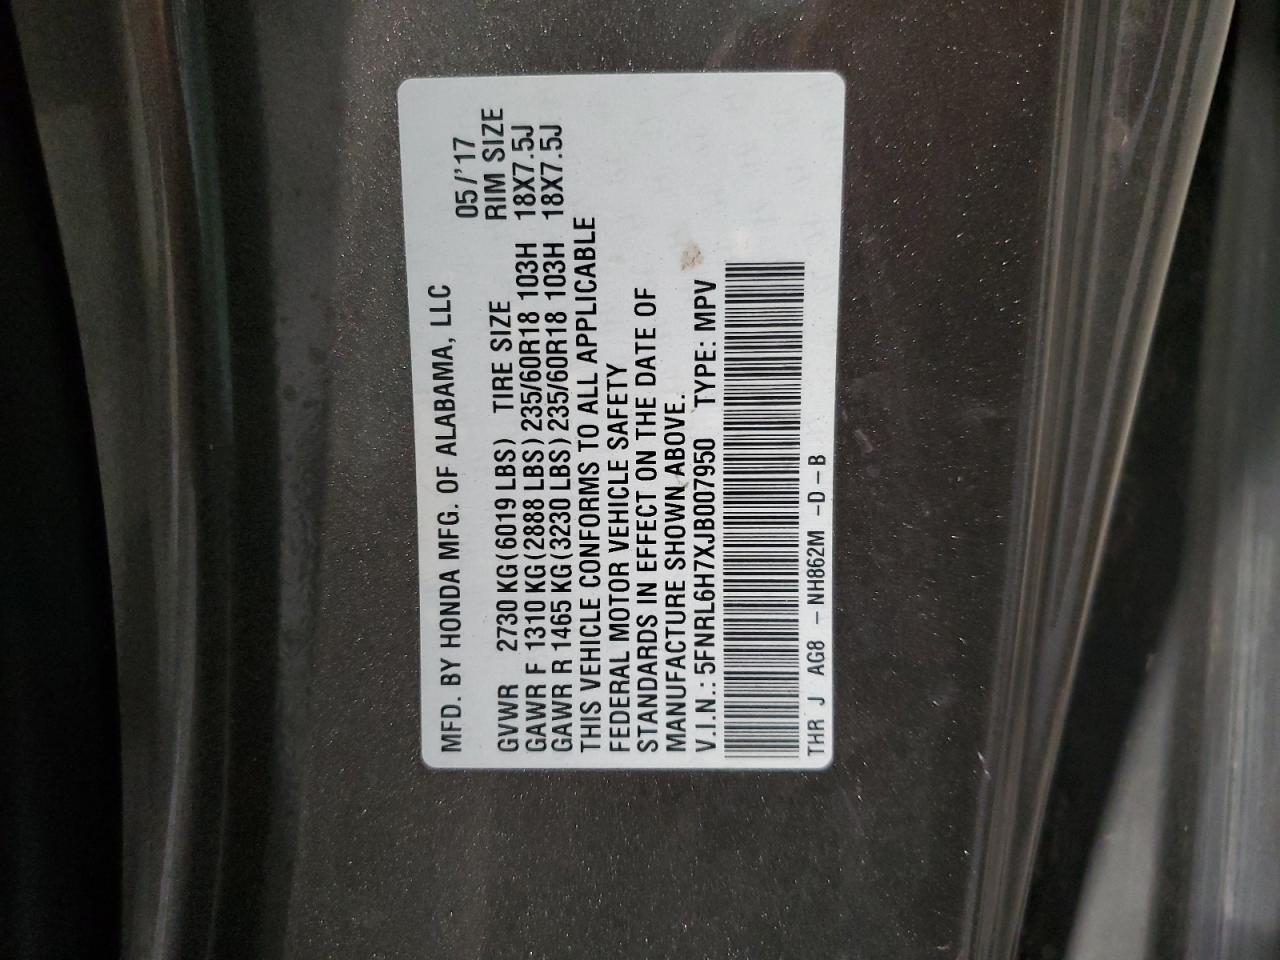 MFD. BY HONDA MFG. OF ALABAMA, LLC
05/'17
GVWR 2730 KG(6019 LBS) TIRE SIZE RIM SIZE
GAWR F 1310 KG(2888 LBS) 235/60R18 103H 18X7.5J
GAWR R 1465 KG(3230 LBS) 235/60R18 103H 18X7.5J
THIS VEHICLE CONFORMS TO ALL APPLICABLE
FEDERAL MOTOR VEHICLE SAFETY
STANDARDS IN EFFECT ON THE DATE OF
MANUFACTURE SHOWN ABOVE.
V.I.N.: 5FNRL6H7XJB007950 TYPE: MPV
THR J AG8 - NH862M -D-B